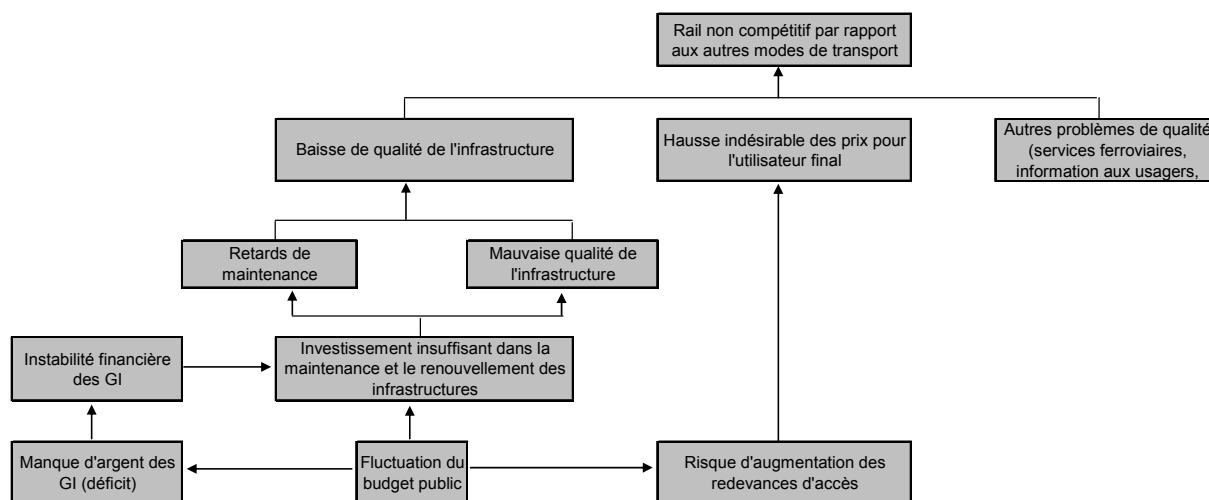 Rail non compétitif par rapport
aux autres modes de transport
Baisse de qualité de l'infrastructure
Hausse indésirable des prix pour
l'utilisateur final
Autres problèmes de qualité
(services ferroviaires,
information aux usagers,
Retards de
maintenance
Mauvaise qualité de
l'infrastructure
Instabilité financière
des GI
Investissement insuffisant dans la
maintenance et le renouvellement des
infrastructures
Manque d'argent des
GI (déficit)
Fluctuation du
budget public
Risque d'augmentation des
redevances d'accès